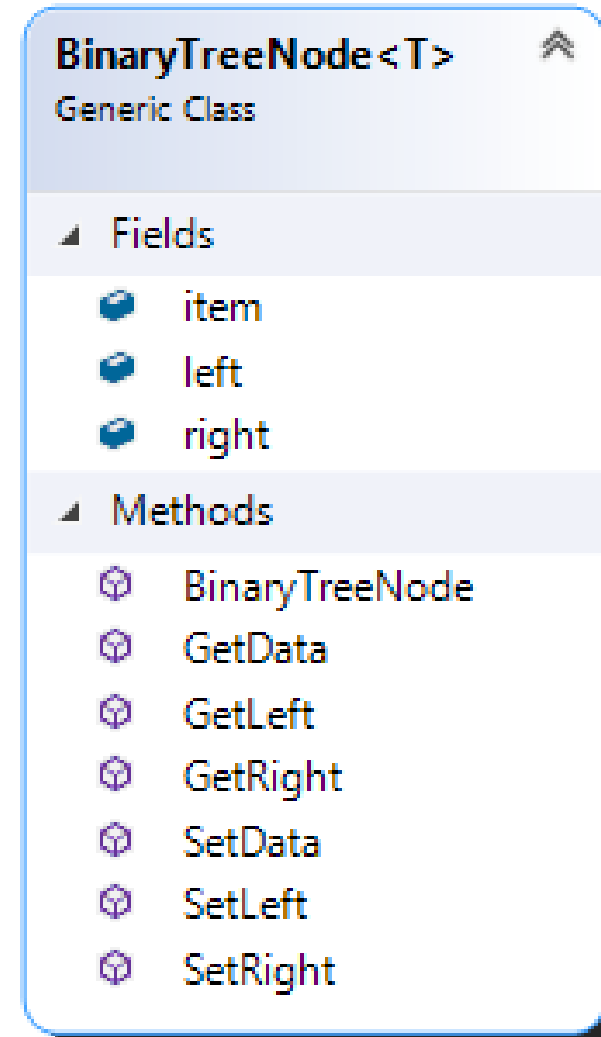 BinaryTreeNode<T>
Generic Class
Fields
item
left
right
Methods
BinaryTreeNode
GetData
GetLeft
GetRight
SetData
SetLeft
SetRight